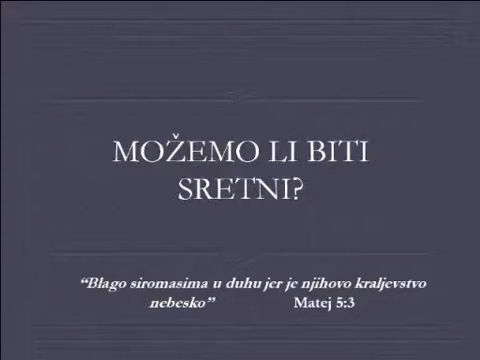 MOŽEMO LI BITI
SRETNI?
“Blago siromasima u duhu jer je njihovo kraljevstvo
nebesko” Matej 5:3